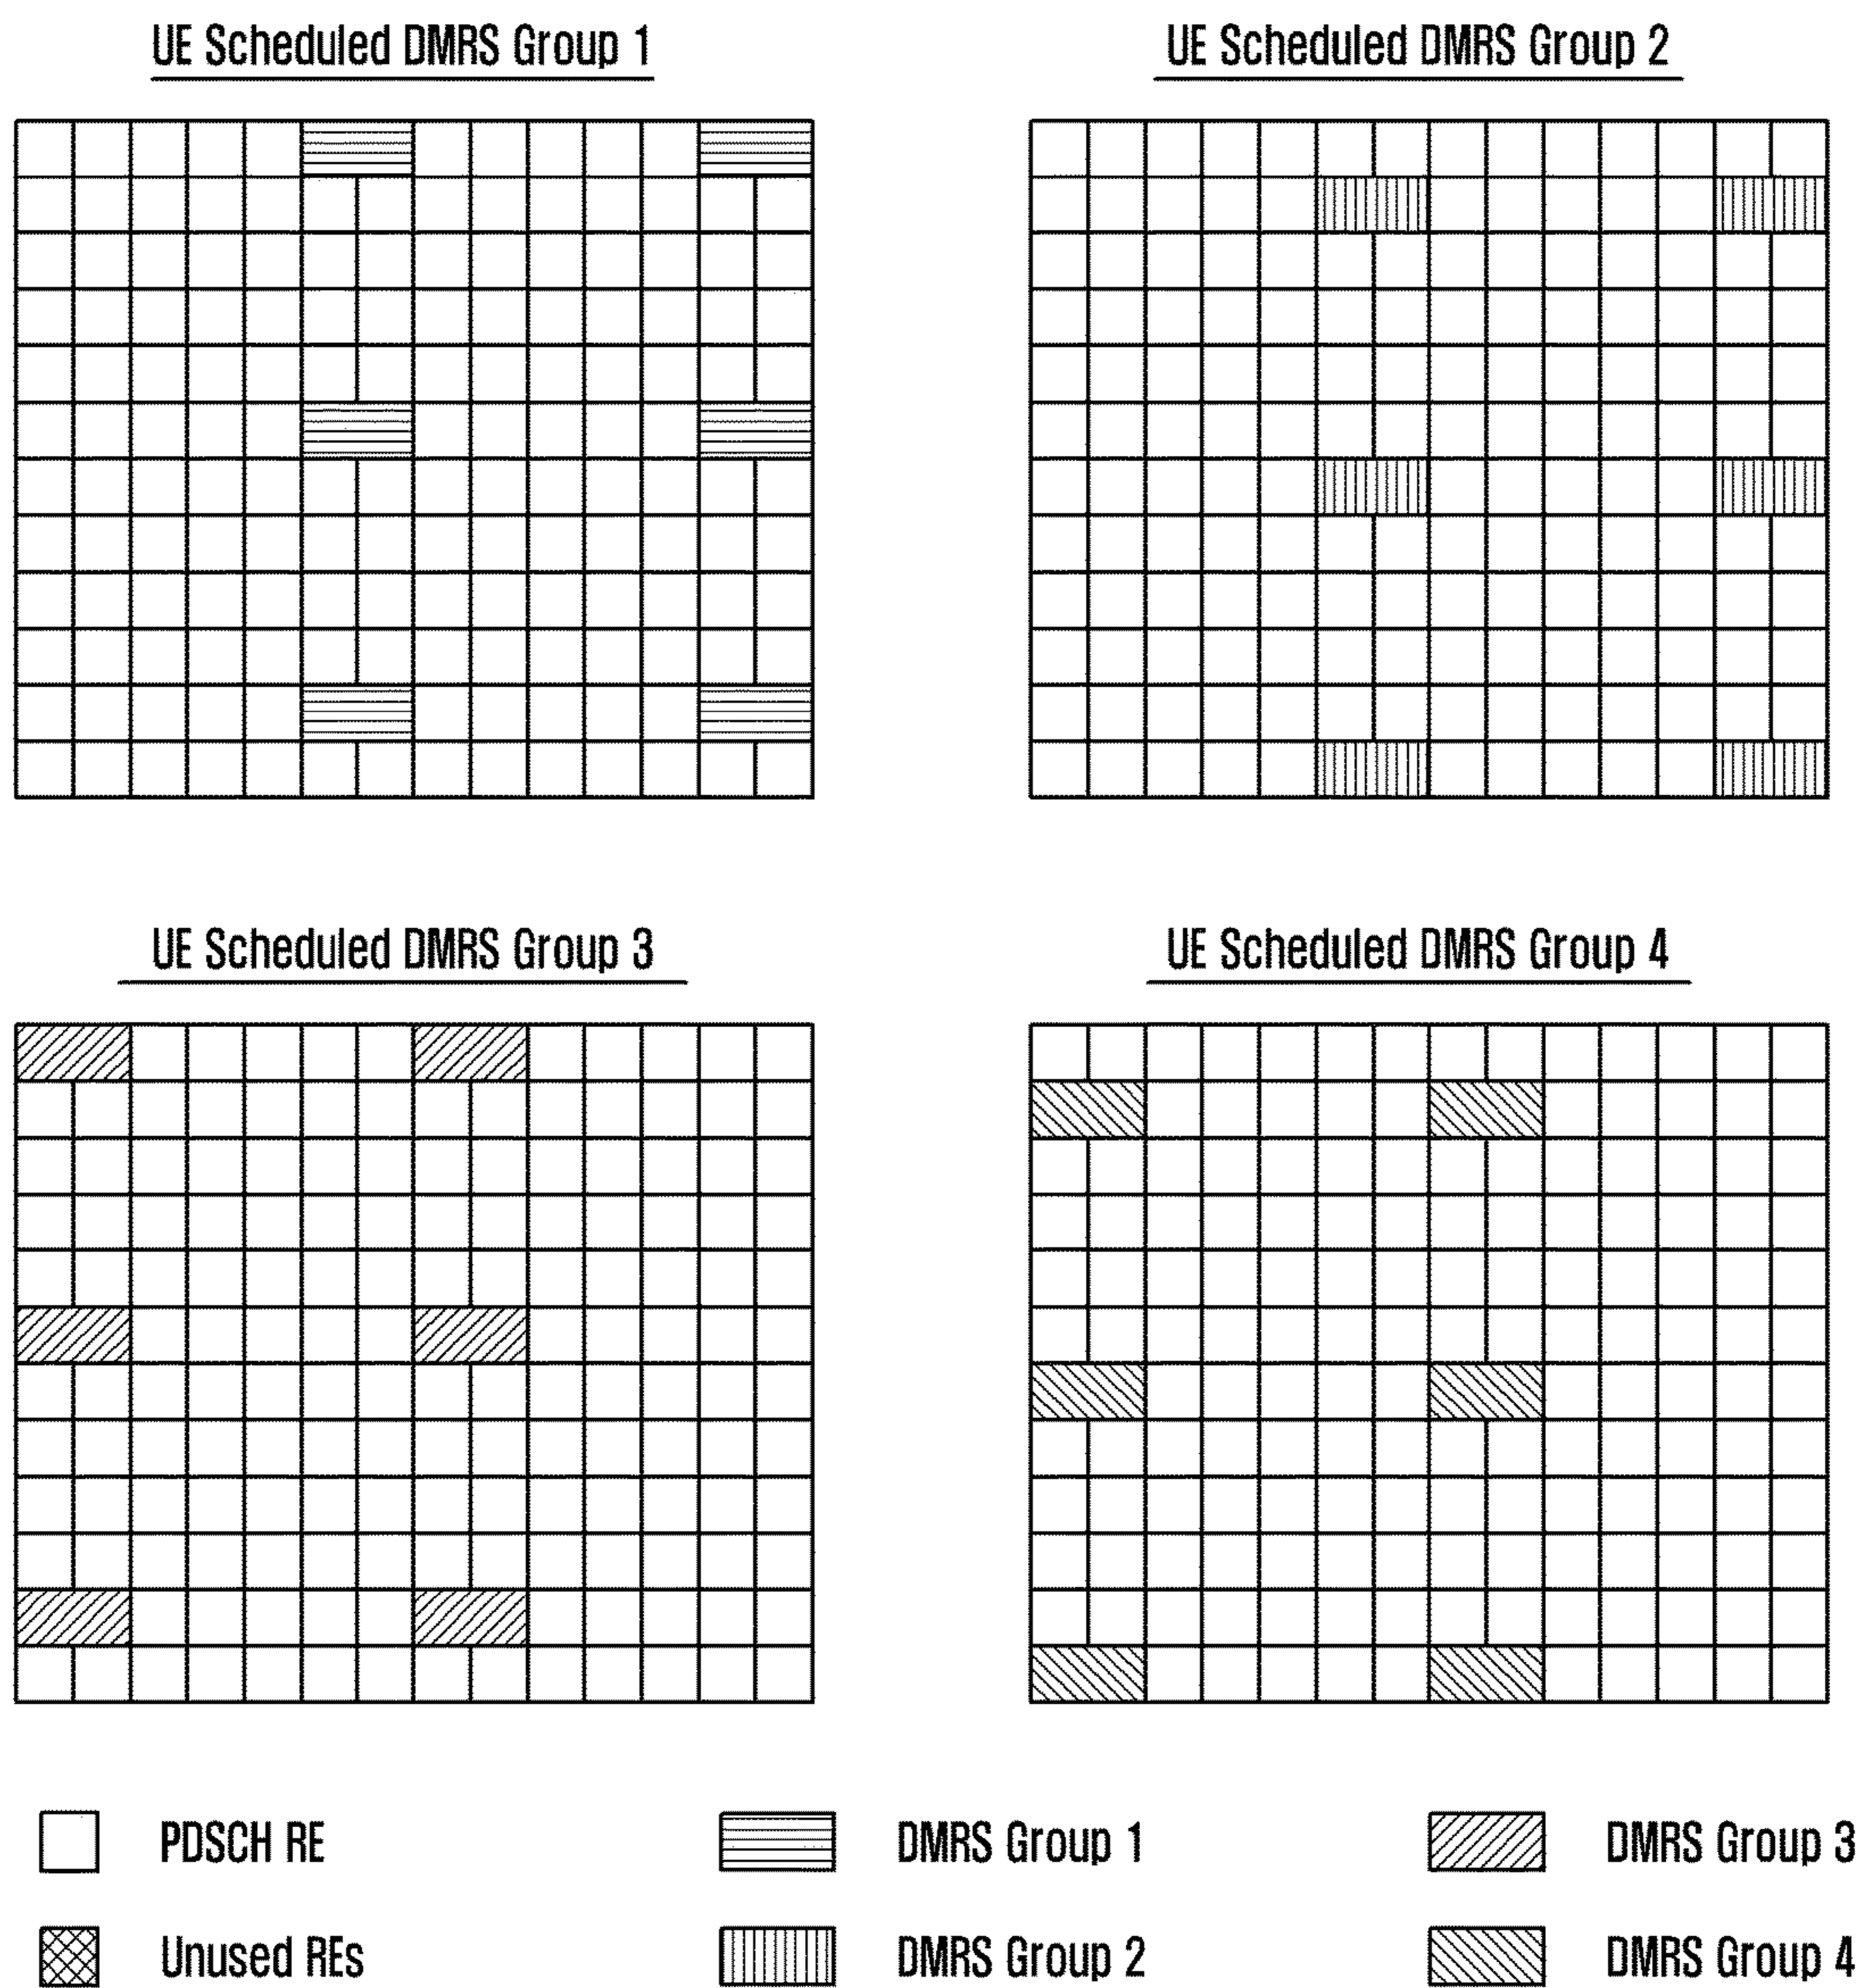 UE Scheduled DMRS Group 1
UE Scheduled DMRS Group 2
UE Scheduled DMRS Group 3
UE Scheduled DMRS Group 4
PDSCH RE
DMRS Group 1
DMRS Group 3
Unused REs
DMRS Group 2
DMRS Group 4